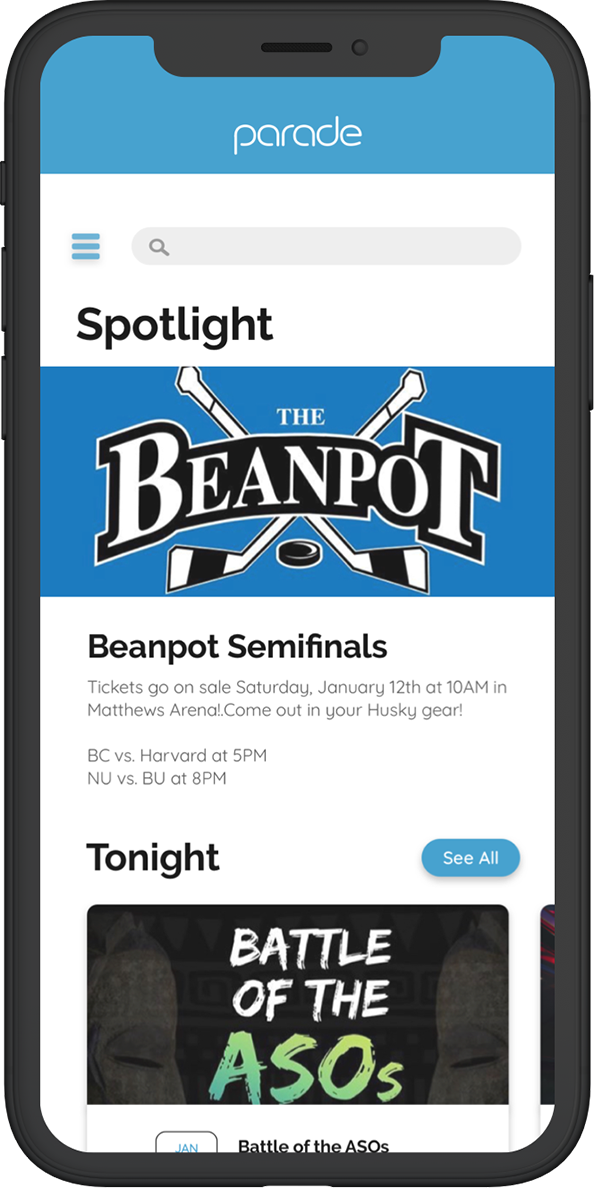 parade
Spotlight
THE
BEANPOT
Beanpot Semifinals
Tickets go on sale Saturday, January 12th at 10AM in
Matthews Arena!.Come out in your Husky gear!
BC vs. Harvard at 5PM
NU vs. BU at 8PM
Tonight
See All
BATTLE
OF THE
ASOs
JAN
Battle of the ASOs